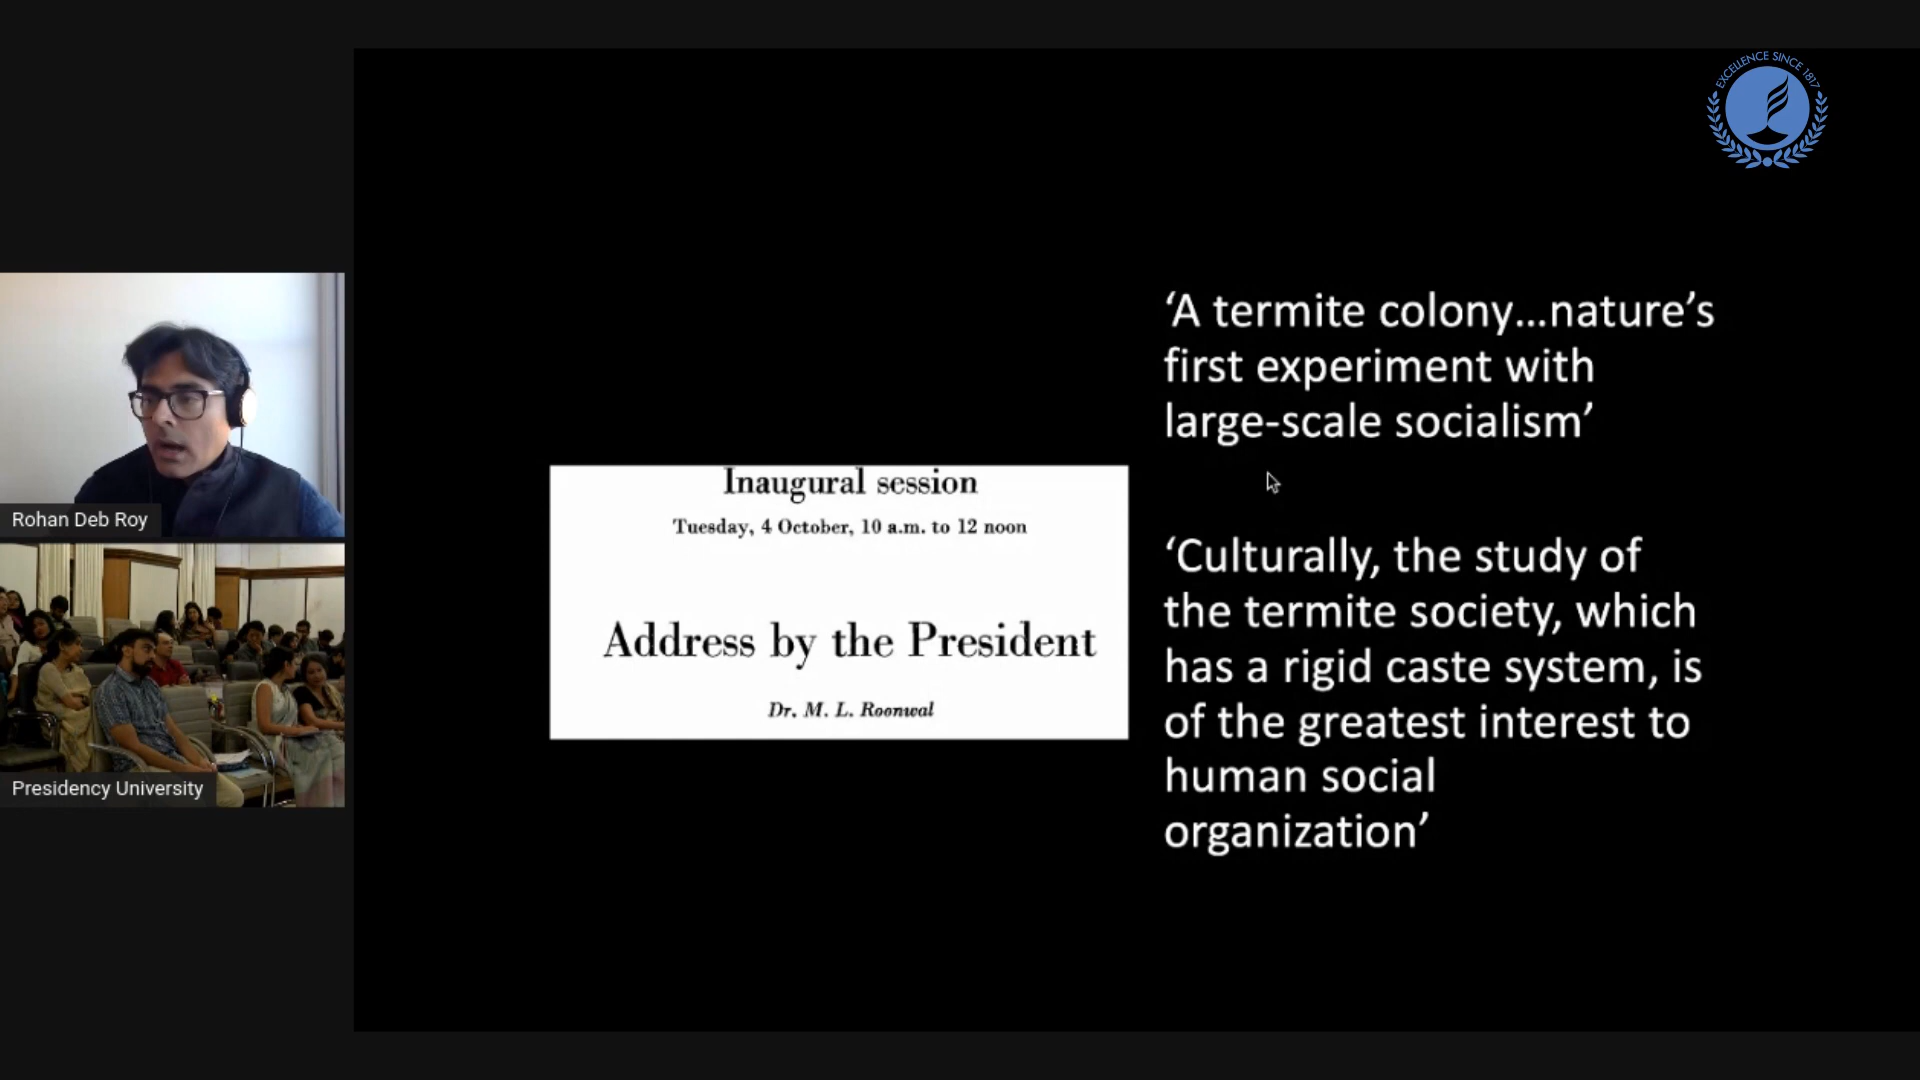 EXCELLENCE SINCE 1817
Rohan Deb Roy
Presidency University
Inaugural session
Tuesday, 4 October, 10 a.m. to 12 noon
Address by the President
Dr. M. L. Roonwal
‘A termite colony...nature’s
first experiment with
large-scale socialism’
‘Culturally, the study of
the termite society, which
has a rigid caste system, is
of the greatest interest to
human social
organization’